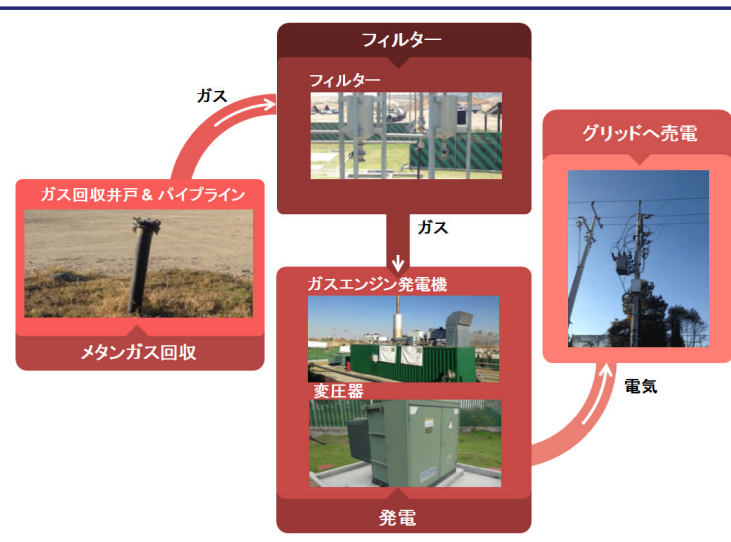 フィルター
フィルター
ガス
グリッドへ売電
ガス回収井戸 & パイプライン
ガス
メタンガス回収
ガスエンジン発電機
変圧器
電気
発電